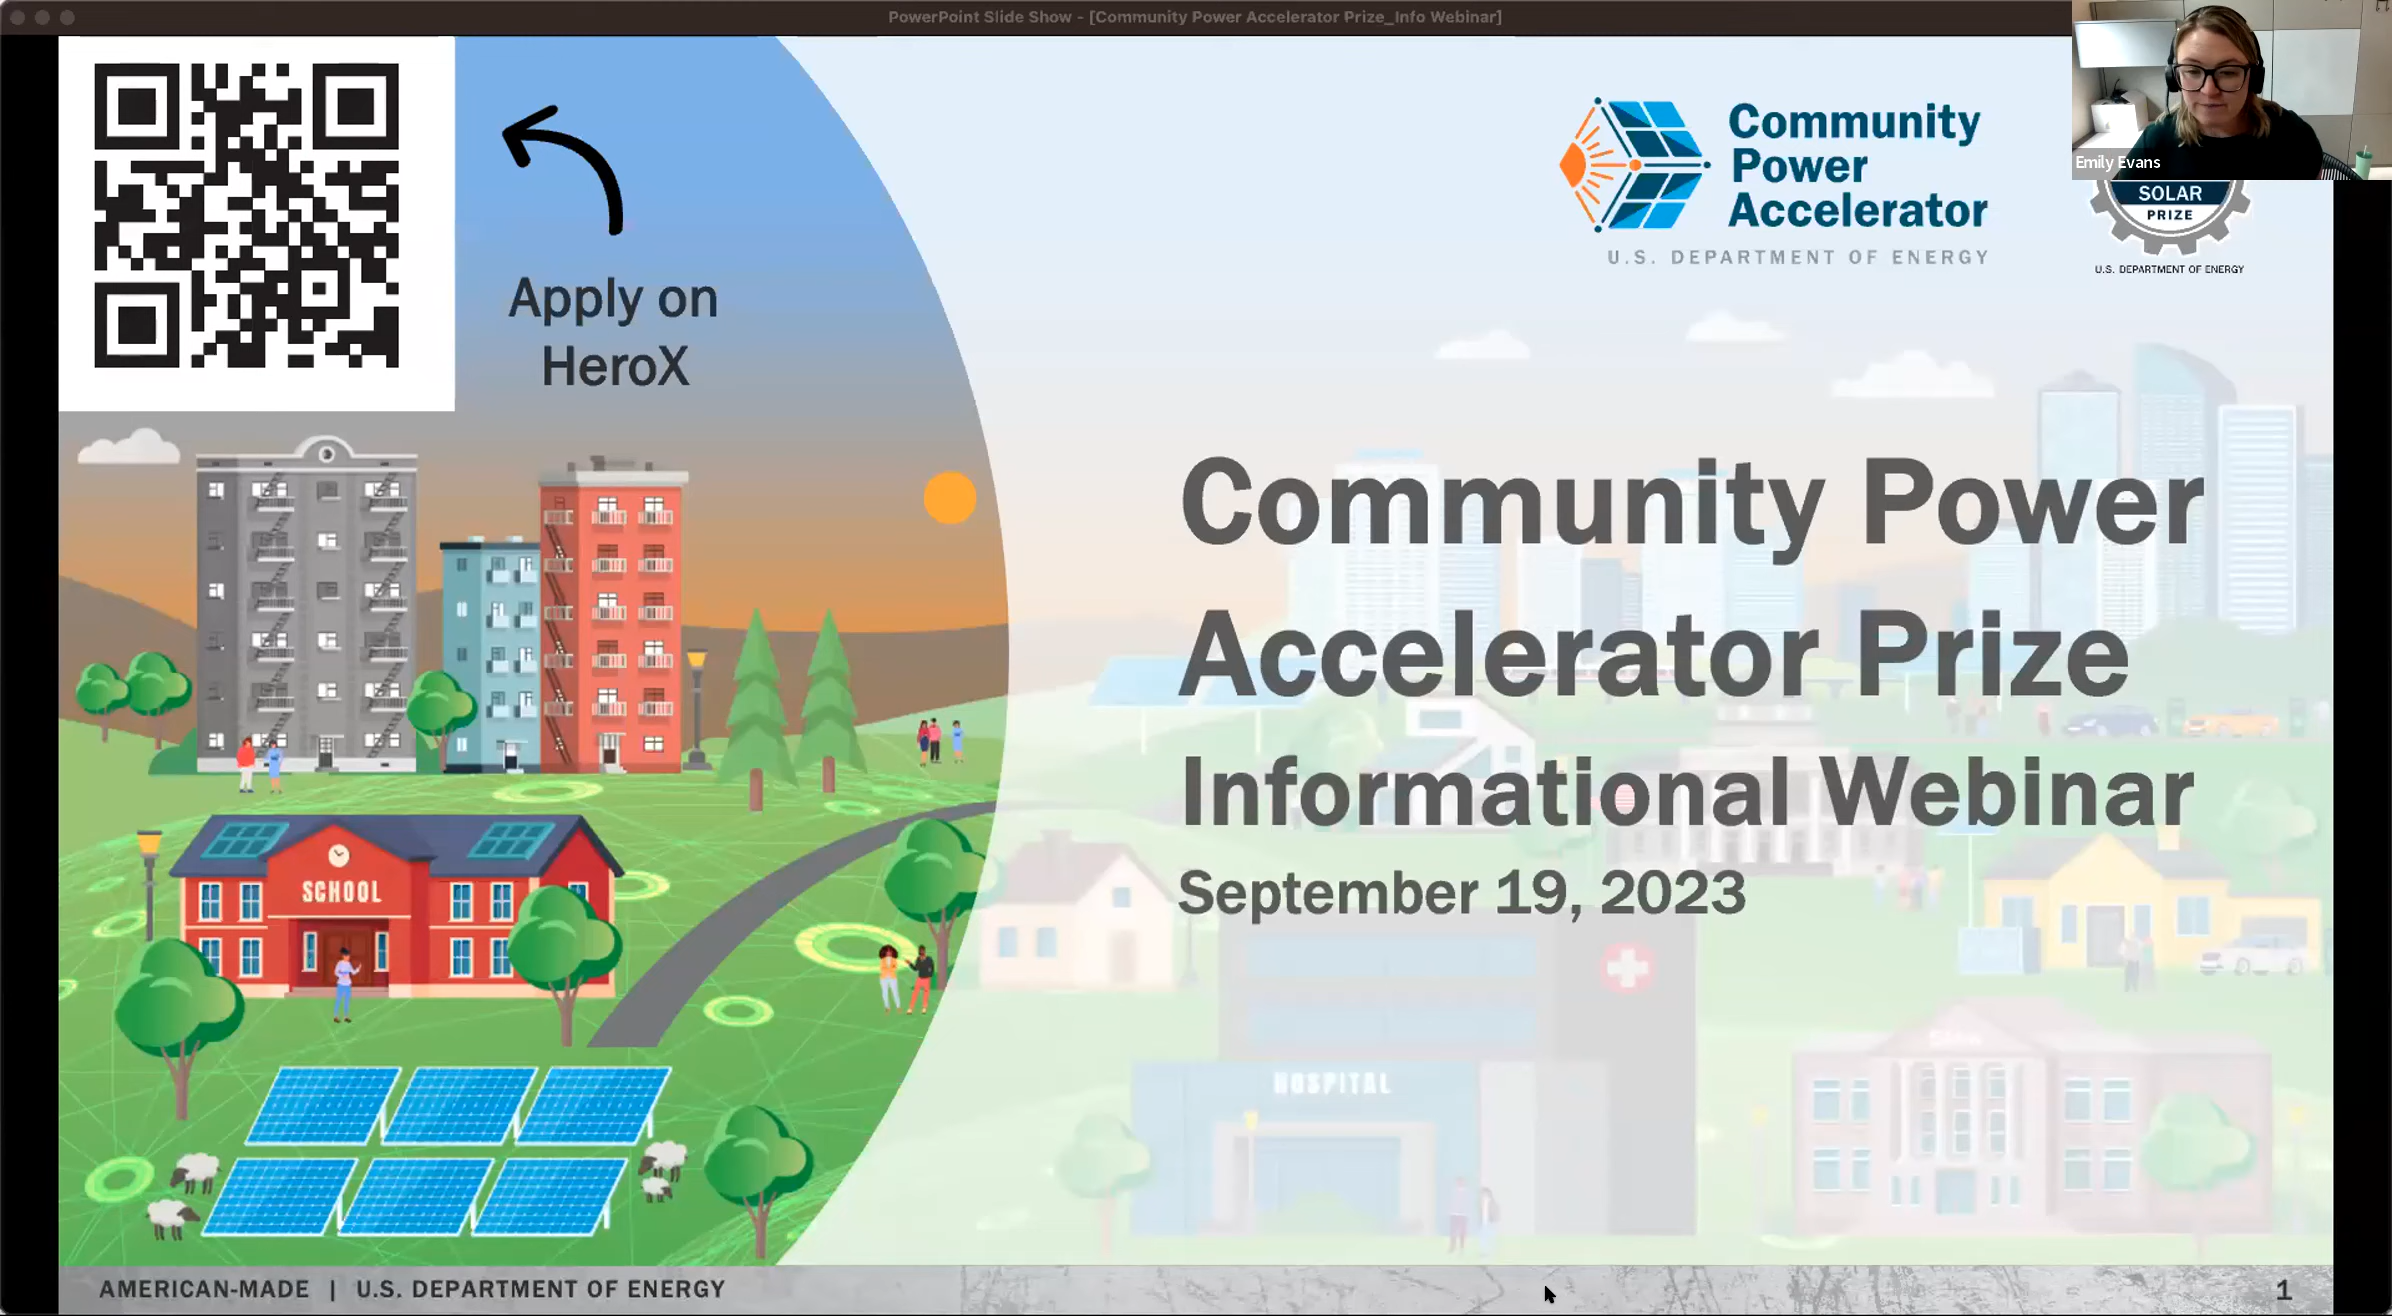 PowerPoint Slide Show - [Community Power Accelerator Prize_Info Webinar]
Emily Evans
Apply on
HeroX
Community
Power
Accelerator
U.S. DEPARTMENT OF ENERGY
SOLAR
PRIZE
U.S. DEPARTMENT OF ENERGY
Community Power
Accelerator Prize
Informational Webinar
September 19, 2023
SCHOOL
HOSPITAL
AMERICAN-MADE | U.S. DEPARTMENT OF ENERGY
1